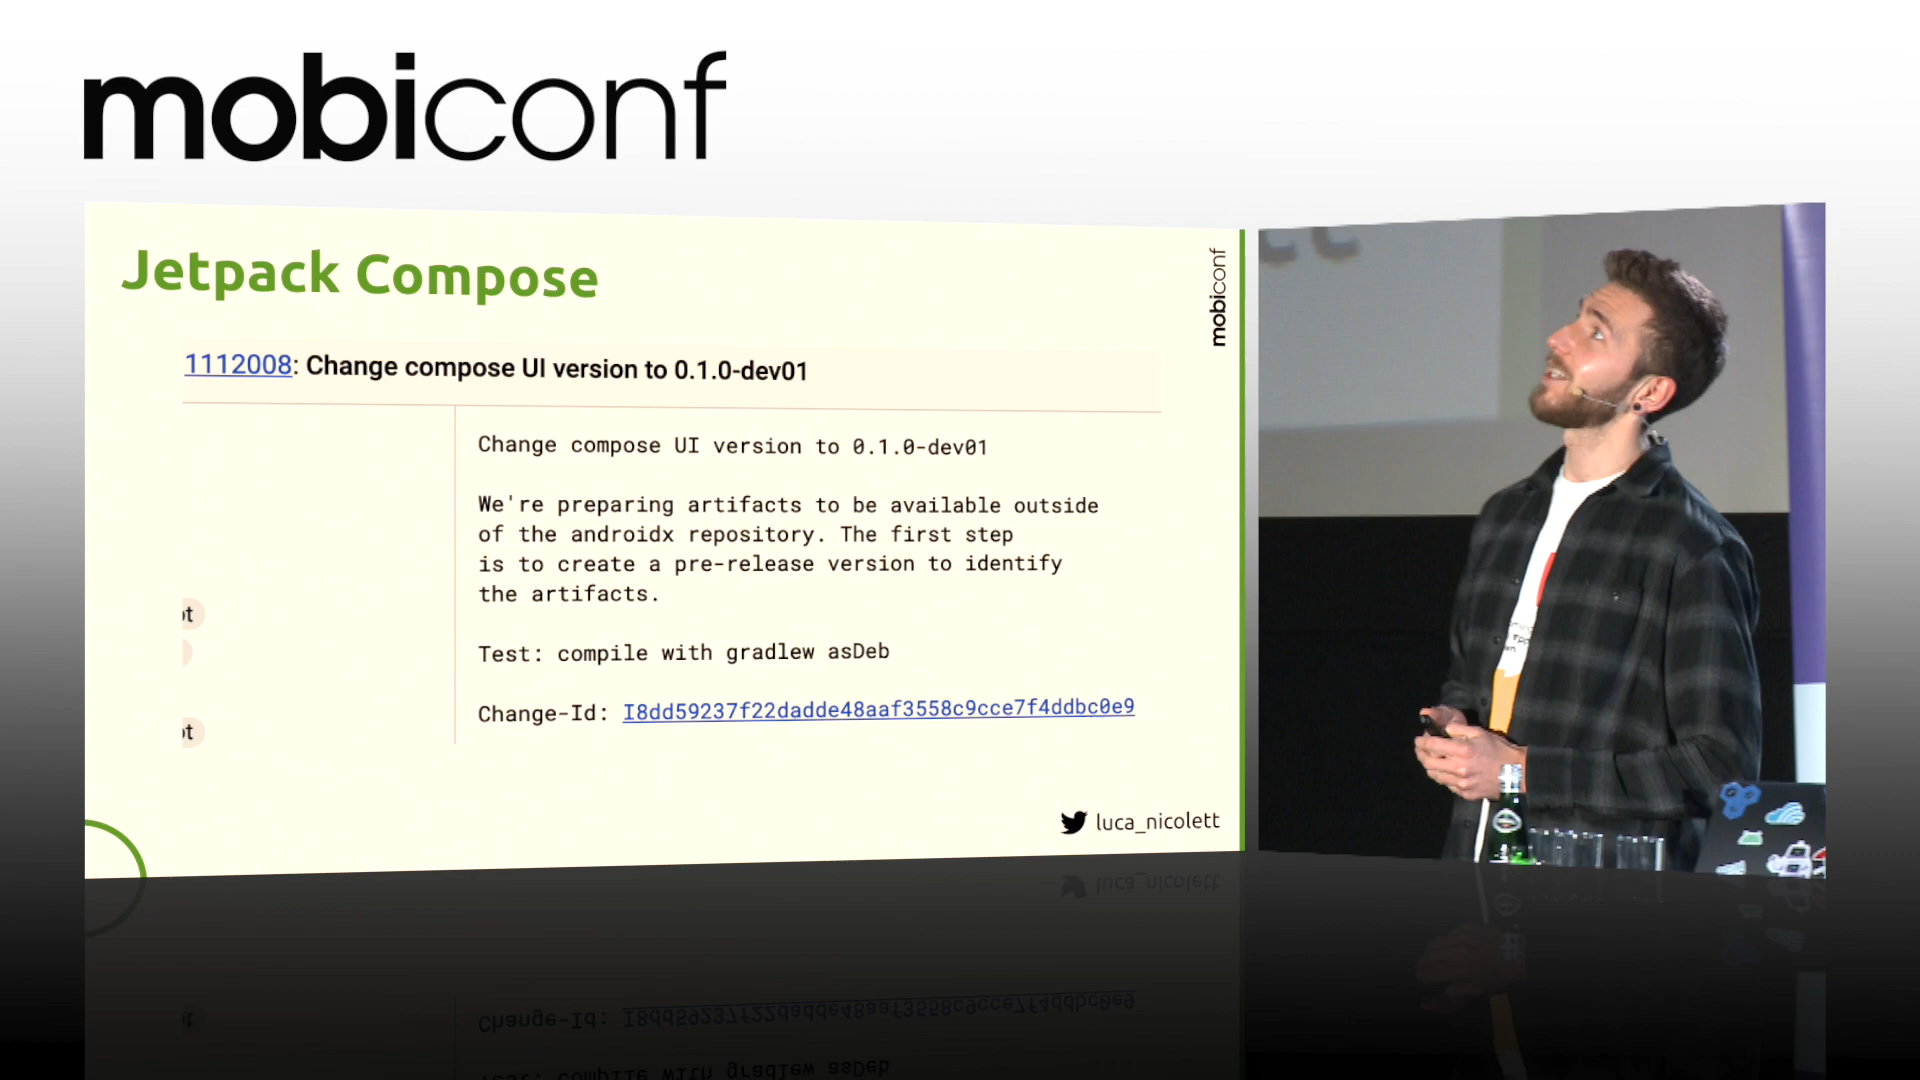 mobiconf
Jetpack Compose
mobiconf
1112008: Change compose UI version to 0.1.0-dev01
Change compose UI version to 0.1.0-dev01
We're preparing artifacts to be available outside
of the androidx repository. The first step
is to create a pre-release version to identify
the artifacts.
ot
Test: compile with gradlew asDeb
Change-Id: I8dd59237f22dadde48aaf3558c9cce7f4ddbc0e9
ot
luca_nicolett